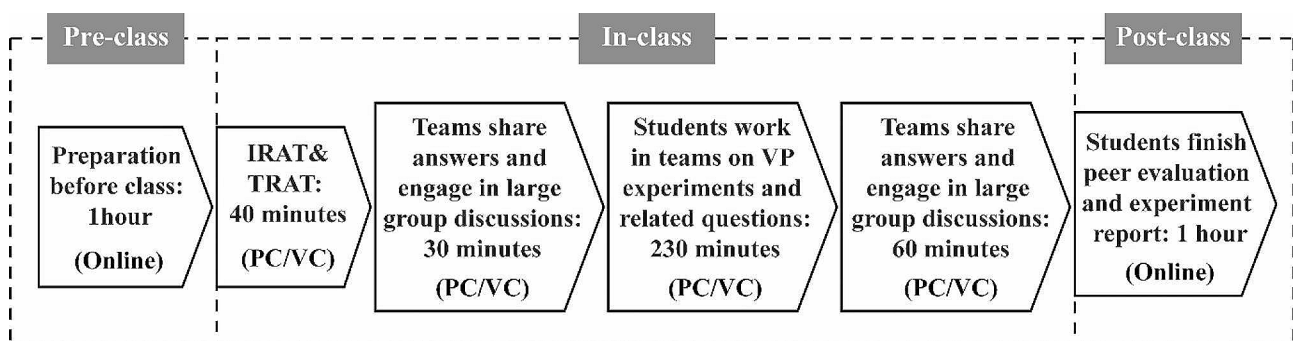 Pre-class
In-class
Post-class
Preparation
before class:
1hour
(Online)
IRAT&
TRAT:
40 minutes
(PC/VC)
Teams share
answers and
engage in large
group discussions:
30 minutes
(PC/VC)
Students work
in teams on VP
experiments and
related questions:
230 minutes
(PC/VC)
Teams share
answers and
engage in large
group discussions:
60 minutes
(PC/VC)
Students finish
peer evaluation
and experiment
report: 1 hour
(Online)